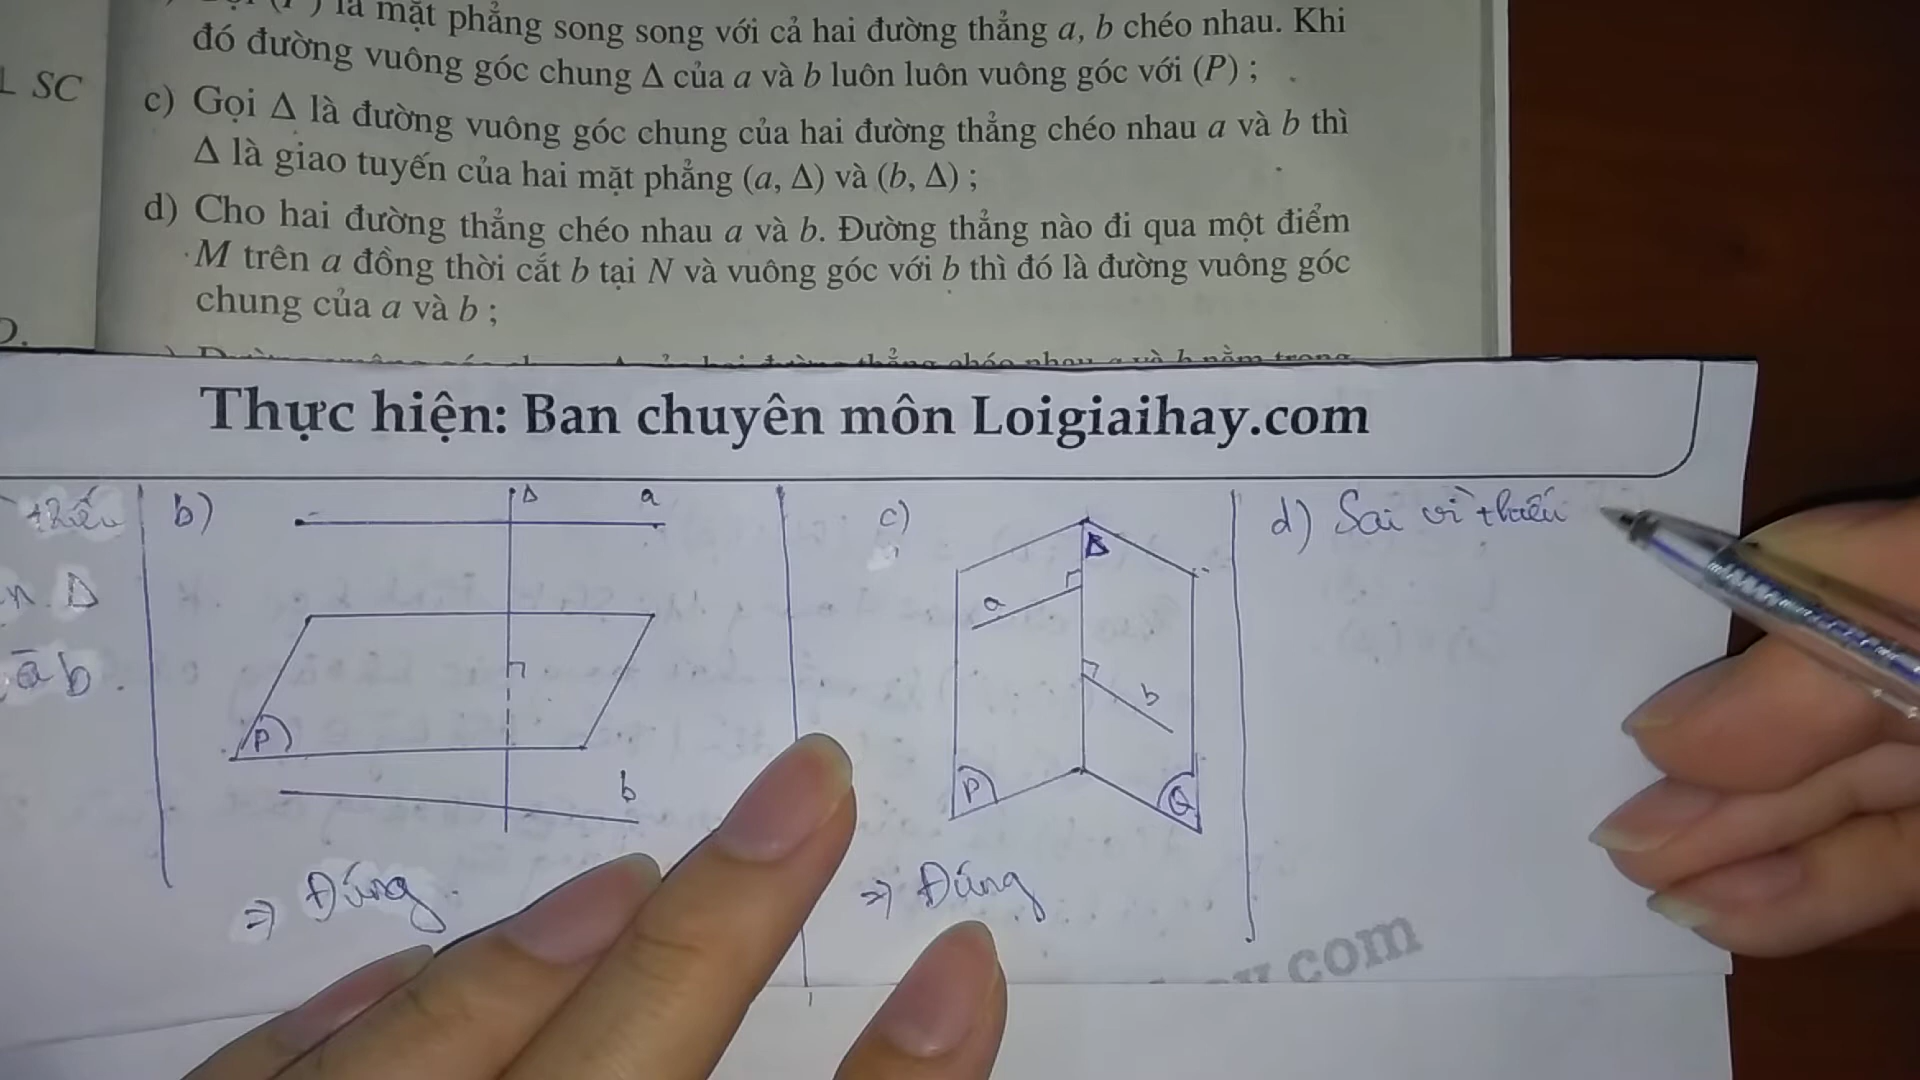 là mặt phẳng song song với cả hai đường thẳng a, b chéo nhau. Khi
đó đường vuông góc chung Δ của a và b luôn luôn vuông góc với (P) ;
⊥ SC
c) Gọi Δ là đường vuông góc chung của hai đường thẳng chéo nhau a và b thì
Δ là giao tuyến của hai mặt phẳng (a, Δ) và (b, Δ) ;
d) Cho hai đường thẳng chéo nhau a và b. Đường thẳng nào đi qua một điểm
M trên a đồng thời cắt b tại N và vuông góc với b thì đó là đường vuông góc
chung của a và b ;
Thực hiện: Ban chuyên môn Loigiaihay.com
thiếu
Δ
b.
b)
Δ
a
P
b
⇒ Đúng
c)
Δ
a
b
P
Q
⇒ Đúng
d) Sai vì thiếu
.com